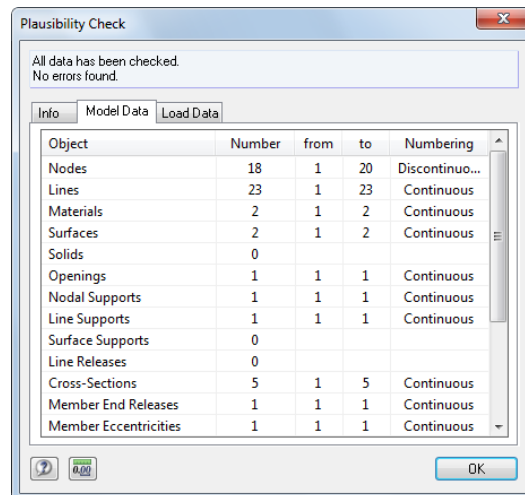 Plausibility Check
All data has been checked.
No errors found.
Info Model Data Load Data
Object Number from to Numbering
Nodes 18 1 20 Discontinuo...
Lines 23 1 23 Continuous
Materials 2 1 2 Continuous
Surfaces 2 1 2 Continuous
Solids 0
Openings 1 1 1 Continuous
Nodal Supports 1 1 1 Continuous
Line Supports 1 1 1 Continuous
Surface Supports 0
Line Releases 0
Cross-Sections 5 1 5 Continuous
Member End Releases 1 1 1 Continuous
Member Eccentricities 1 1 1 Continuous
? 0.00 OK